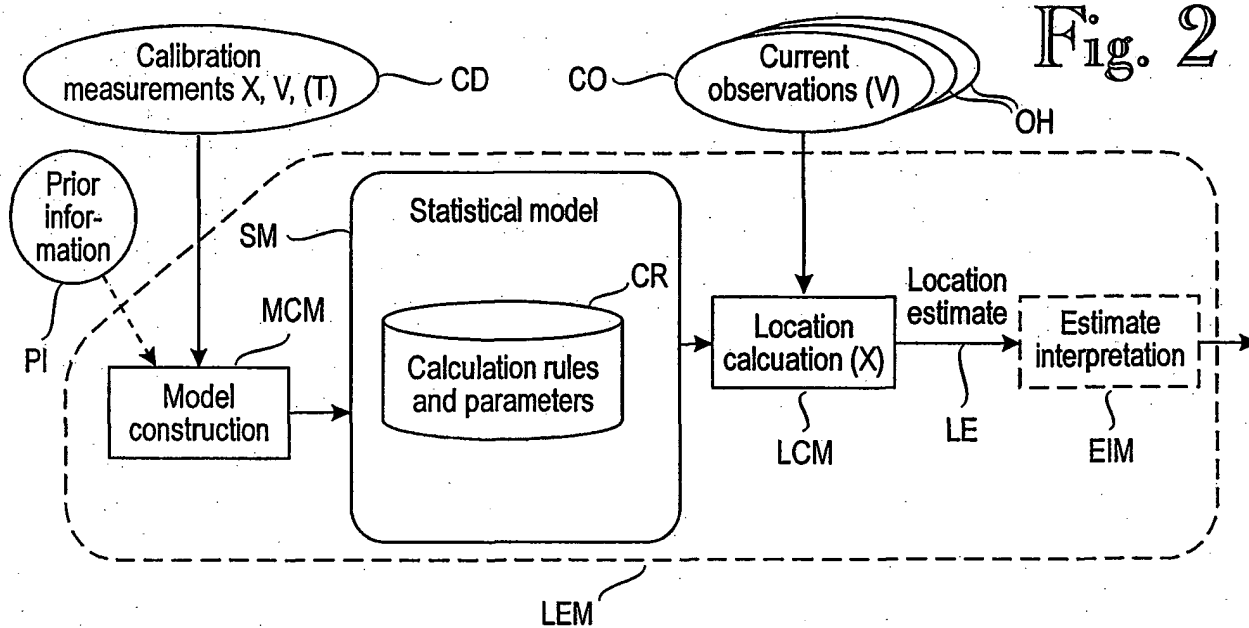 Fig. 2
Calibration
measurements X, V, (T)
CD
CO
Current
observations (V)
OH
Prior
infor-
mation
PI
SM
Statistical model
MCM
CR
Model
construction
Calculation rules
and parameters
Location
calcuation (X)
LCM
Location
estimate
LE
Estimate
interpretation
EIM
LEM